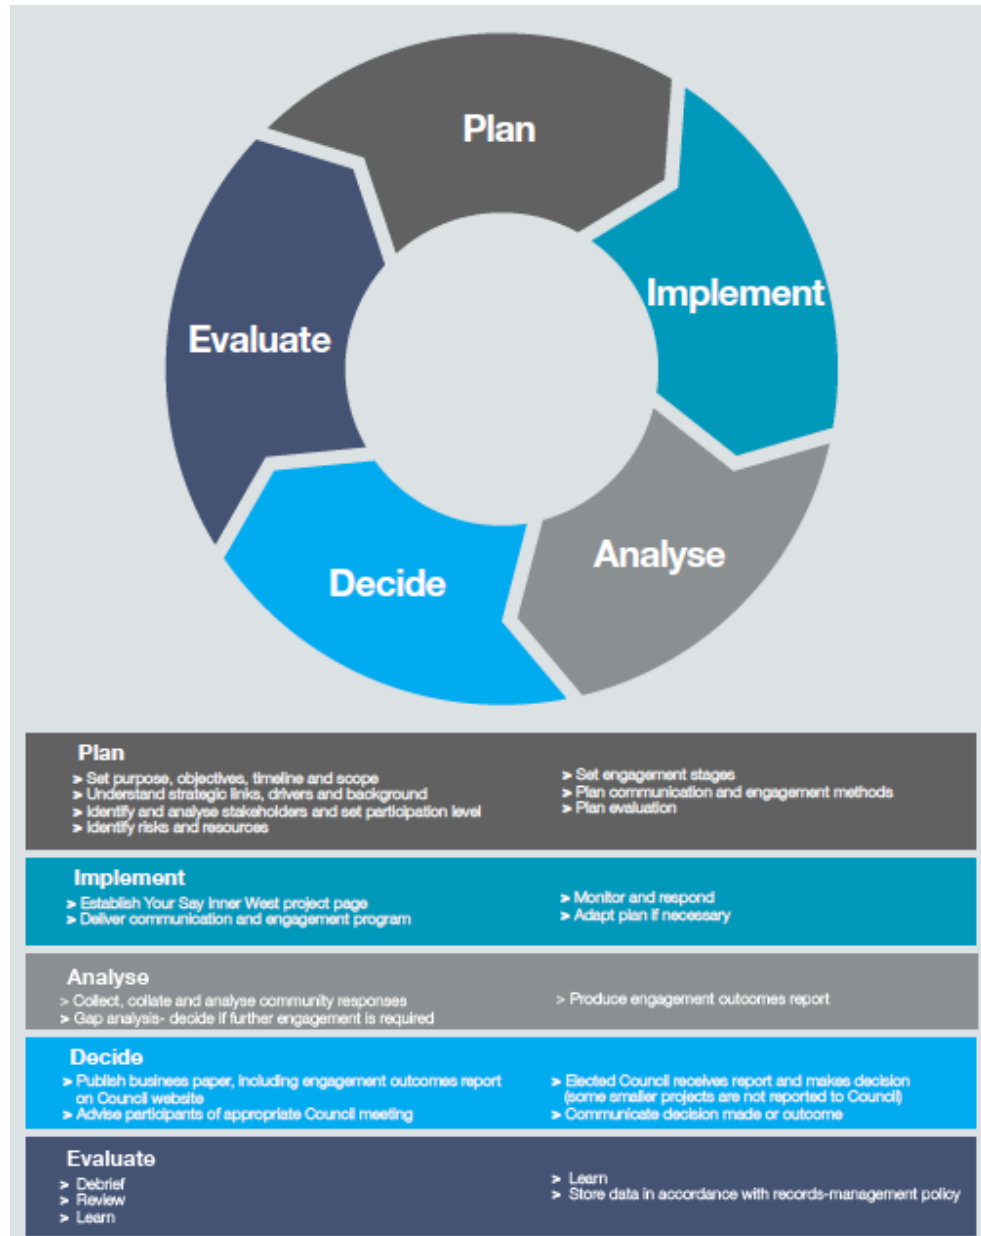 Plan
Implement
Evaluate
Analyse
Decide
Plan
> Set purpose, objectives, timeline and scope
> Understand strategic links, drivers and background
> Identify and analyse stakeholders and set participation level
> Identify risks and resources
> Set engagement stages
> Plan communication and engagement methods
> Plan evaluation
Implement
> Establish Your Say Inner West project page
> Deliver communication and engagement program
> Monitor and respond
> Adapt plan if necessary
Analyse
> Collect, collate and analyse community responses
> Gap analysis- decide if further engagement is required
> Produce engagement outcomes report
Decide
> Publish business paper, including engagement outcomes report
on Council website
> Advise participants of appropriate Council meeting
> Elected Council receives report and makes decision
(some smaller projects are not reported to Council)
> Communicate decision made or outcome
Evaluate
> Debrief
> Review
> Learn
> Learn
> Store data in accordance with records-management policy